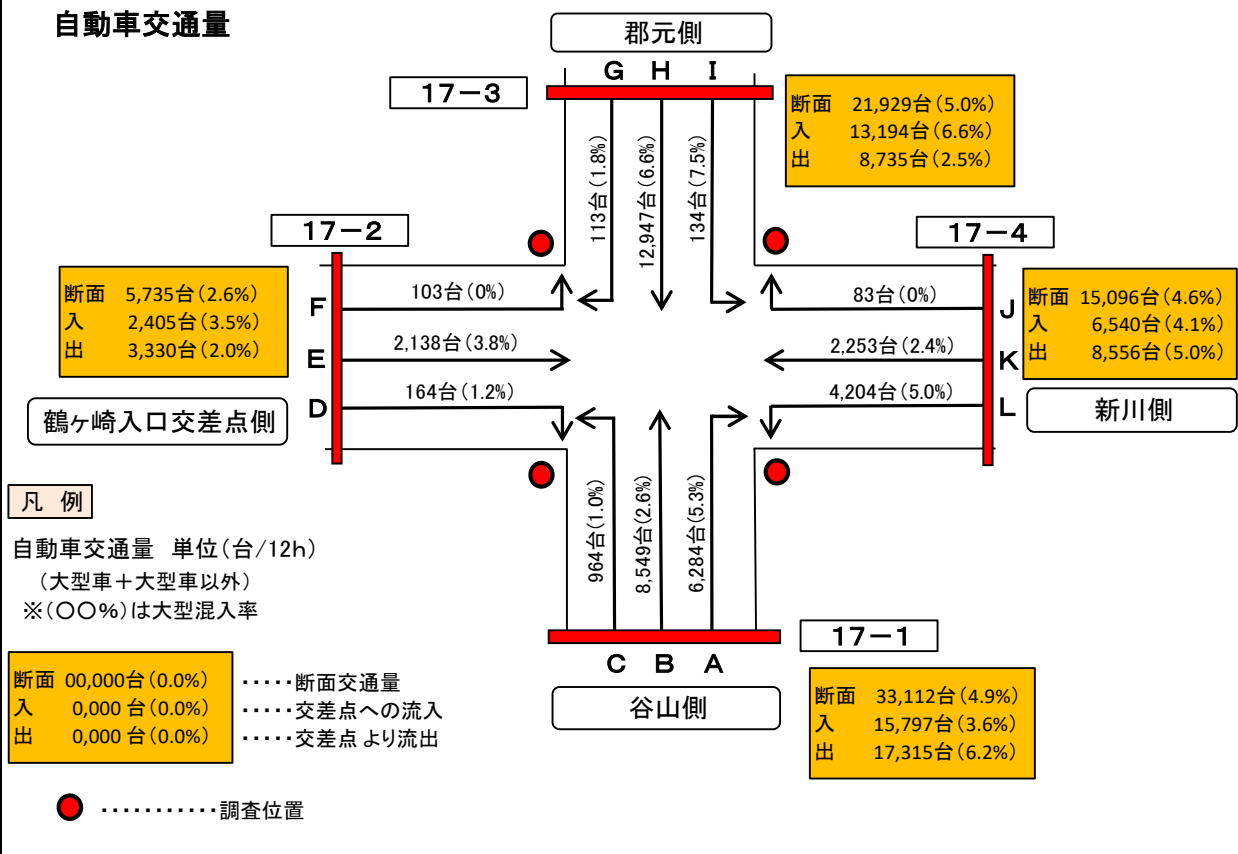 自動車交通量
郡元側
G H I
17－3
断面 21,929台(5.0%)
入 13,194台(6.6%)
出 8,735台(2.5%)
113台(1.8%)
12,947台(6.6%)
134台(7.5%)
17－2
17－4
断面 5,735台(2.6%)
入 2,405台(3.5%)
出 3,330台(2.0%)
F
103台(0%)
E
2,138台(3.8%)
D
164台(1.2%)
83台(0%)
J
2,253台(2.4%)
K
4,204台(5.0%)
L
断面 15,096台(4.6%)
入 6,540台(4.1%)
出 8,556台(5.0%)
鶴ヶ崎入口交差点側
新川側
964台(1.0%)
8,549台(2.6%)
6,284台(5.3%)
17－1
C B A
谷山側
断面 33,112台(4.9%)
入 15,797台(3.6%)
出 17,315台(6.2%)
凡 例
自動車交通量 単位(台/12h)
(大型車＋大型車以外)
※(○○%)は大型混入率
断面 00,000台(0.0%) ・・・・・断面交通量
入 0,000 台(0.0%) ・・・・・交差点への流入
出 0,000 台(0.0%) ・・・・・交差点より流出
・・・・・・・・・・・調査位置